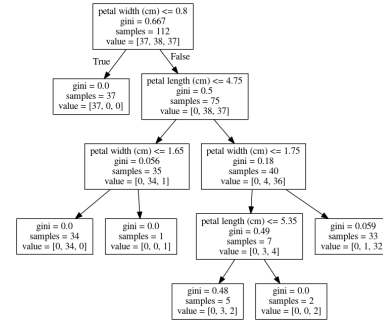 petal width (cm) <= 0.8
gini = 0.667
samples = 112
value = [37, 38, 37]
True
False
gini = 0.0
samples = 37
value = [37, 0, 0]
petal length (cm) <= 4.75
gini = 0.5
samples = 75
value = [0, 38, 37]
petal width (cm) <= 1.65
gini = 0.056
samples = 35
value = [0, 34, 1]
petal width (cm) <= 1.75
gini = 0.18
samples = 40
value = [0, 4, 36]
gini = 0.0
samples = 34
value = [0, 34, 0]
gini = 0.0
samples = 1
value = [0, 0, 1]
petal length (cm) <= 5.35
gini = 0.49
samples = 7
value = [0, 3, 4]
gini = 0.059
samples = 33
value = [0, 1, 32]
gini = 0.48
samples = 5
value = [0, 3, 2]
gini = 0.0
samples = 2
value = [0, 0, 2]